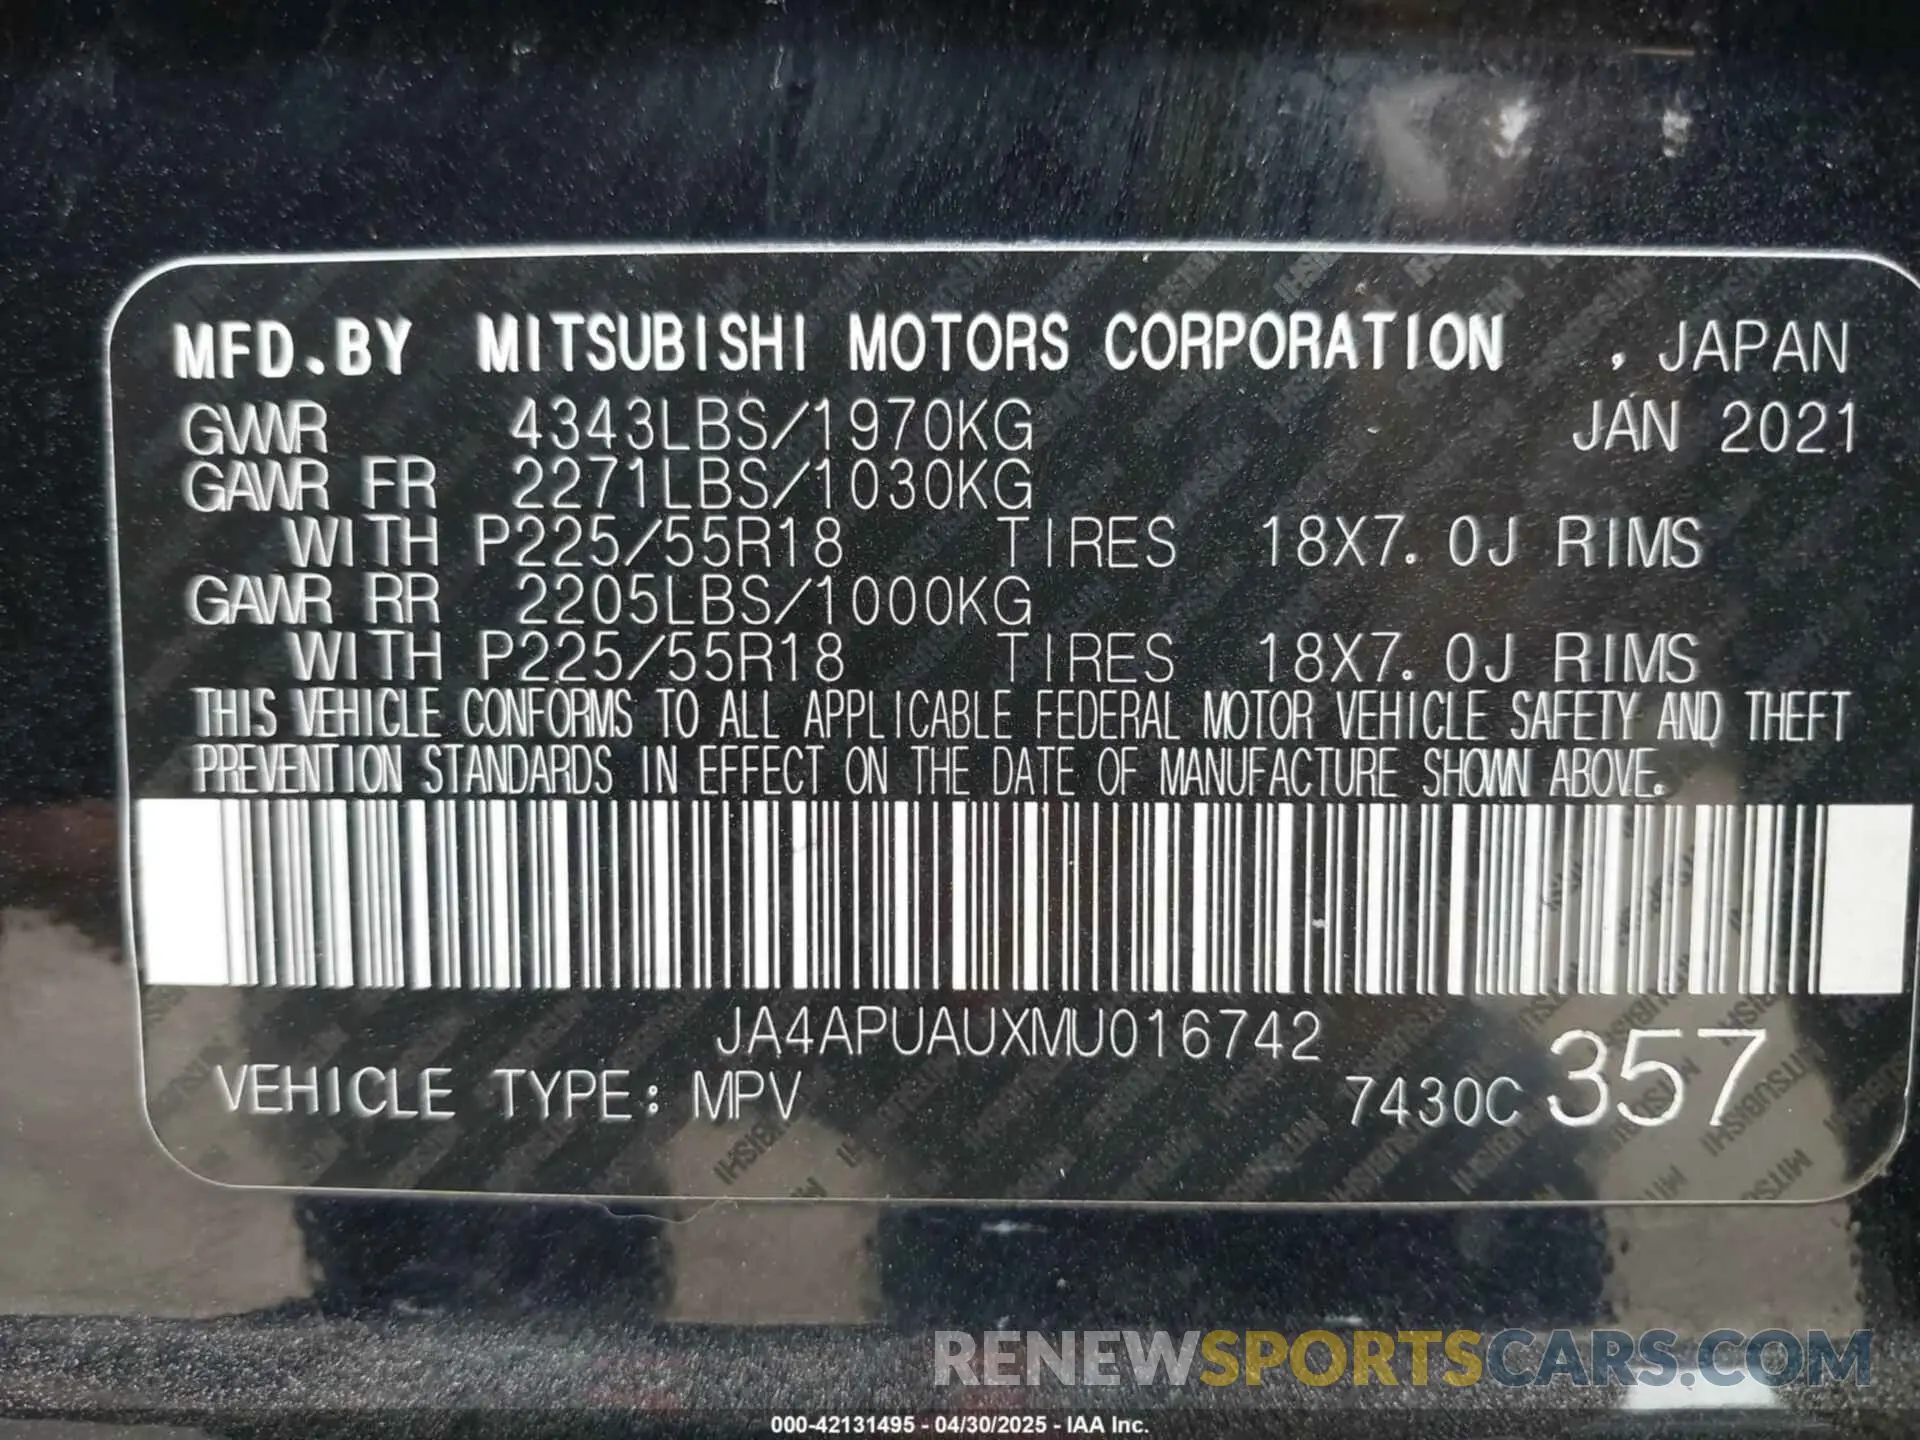 MFD.BY MITSUBISHI MOTORS CORPORATION , JAPAN
GVWR 4343LBS/1970KG JAN 2021
GAWR FR 2271LBS/1030KG
WITH P225/55R18 TIRES 18X7.0J RIMS
GAWR RR 2205LBS/1000KG
WITH P225/55R18 TIRES 18X7.0J RIMS
THIS VEHICLE CONFORMS TO ALL APPLICABLE FEDERAL MOTOR VEHICLE SAFETY AND THEFT
PREVENTION STANDARDS IN EFFECT ON THE DATE OF MANUFACTURE SHOWN ABOVE.
JA4APUAUXMU016742
VEHICLE TYPE: MPV 7430C 357
RENEWSPORTSCARS.COM
000-42131495 - 04/30/2025 - IAA Inc.